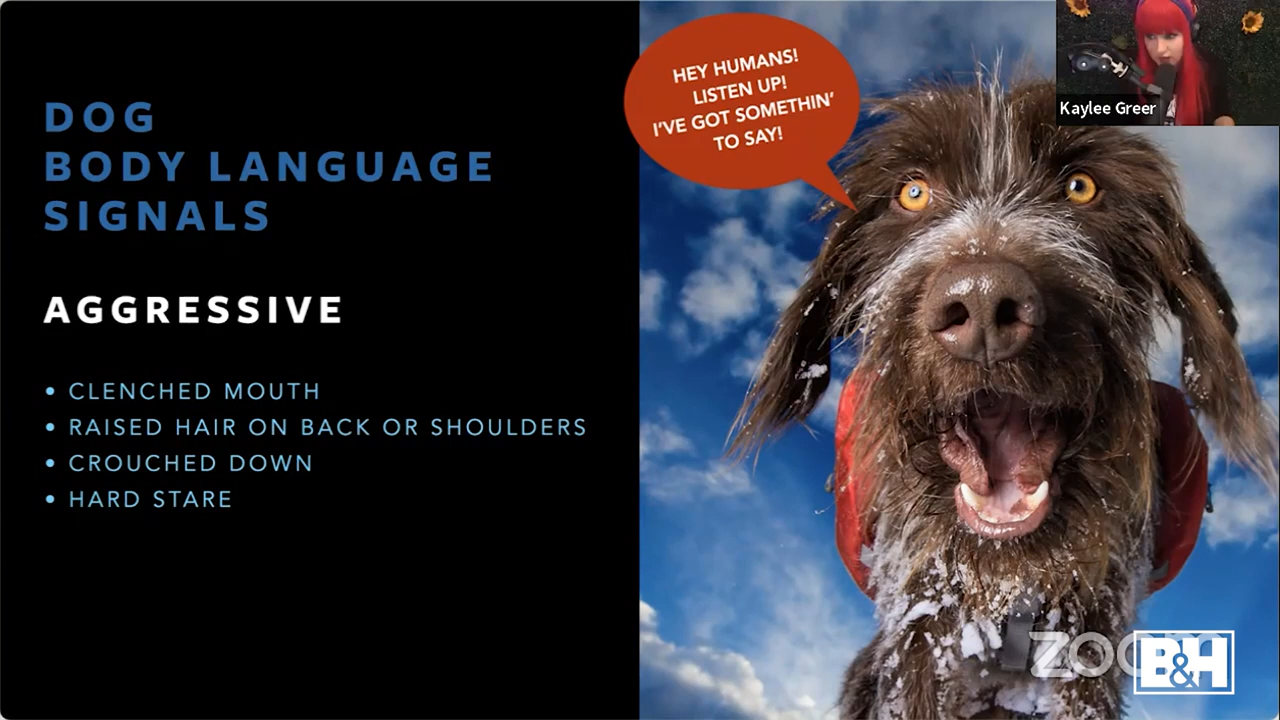 DOG
BODY LANGUAGE
SIGNALS
AGGRESSIVE
• CLENCHED MOUTH
• RAISED HAIR ON BACK OR SHOULDERS
• CROUCHED DOWN
• HARD STARE
HEY HUMANS!
LISTEN UP!
I'VE GOT SOMETHIN'
TO SAY!
Kaylee Greer
zoom
B&H